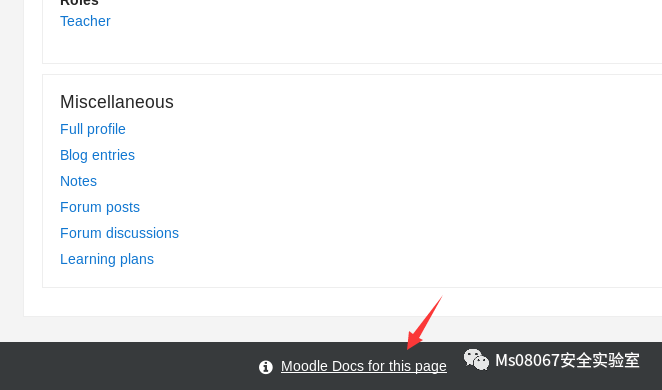 Roles
Teacher
Miscellaneous
Full profile
Blog entries
Notes
Forum posts
Forum discussions
Learning plans
Moodle Docs for this page
Ms08067安全实验室